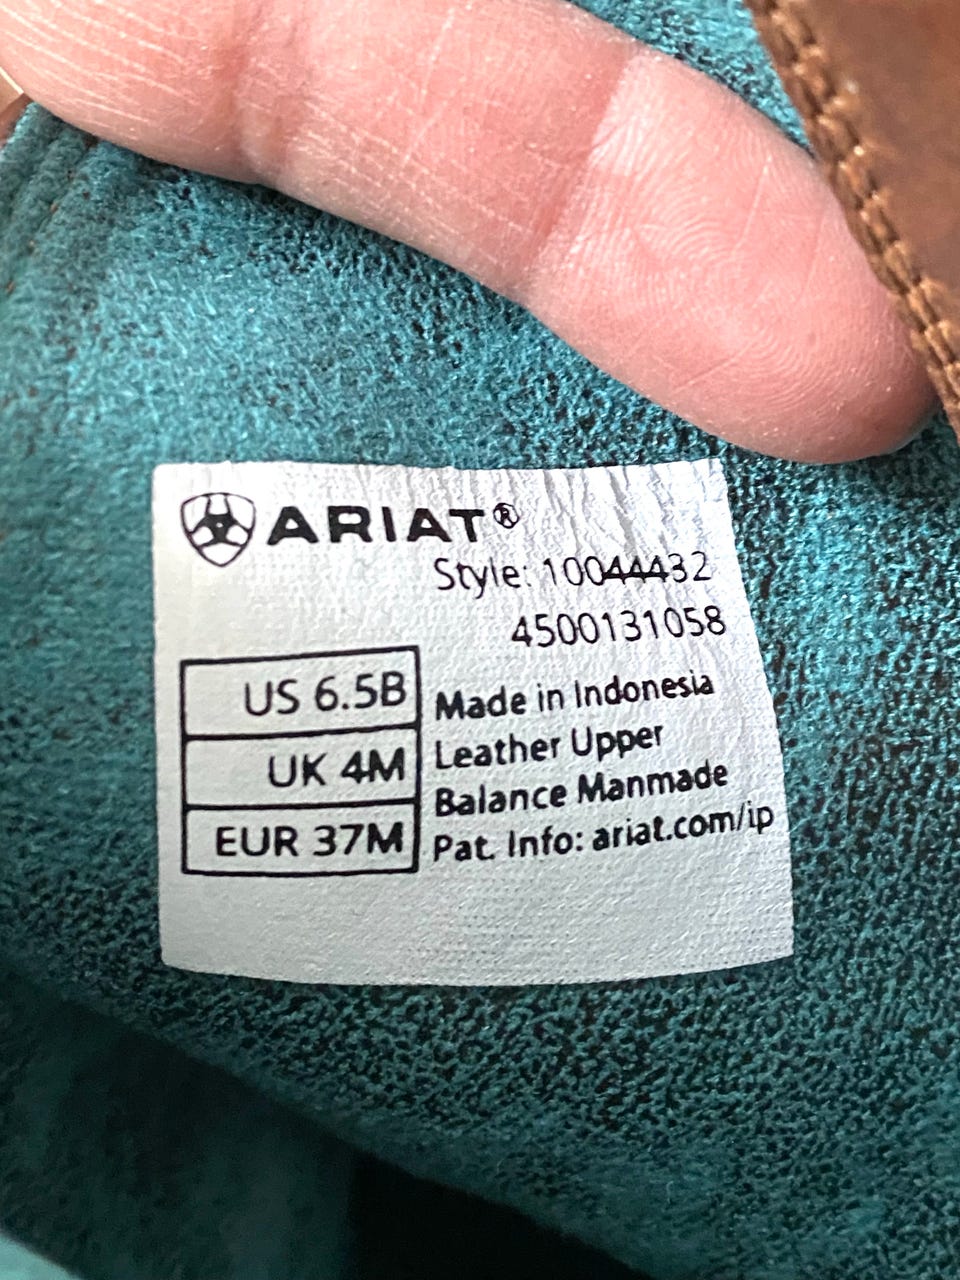 ARIAT®
Style: 10044432
4500131058
US 6.5B
UK 4M
EUR 37M
Made in Indonesia
Leather Upper
Balance Manmade
Pat. Info: ariat.com/ip